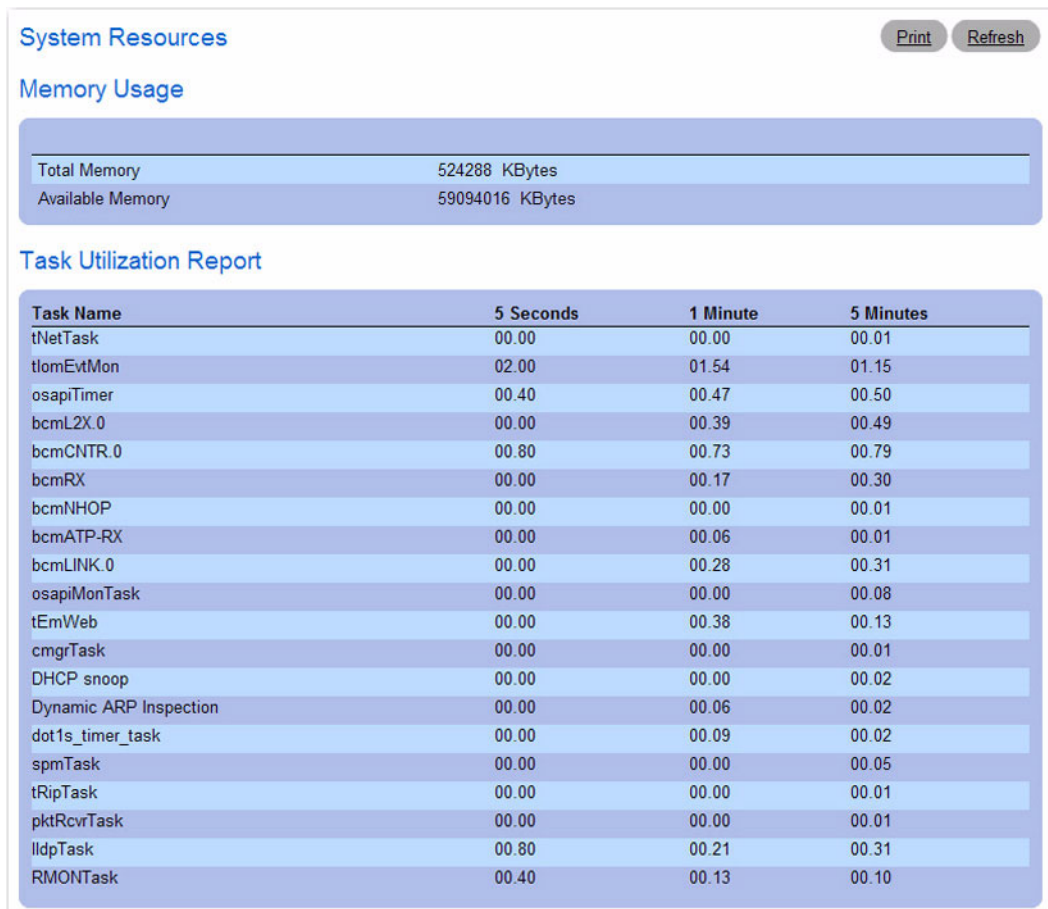 System Resources
Print Refresh
Memory Usage
Total Memory 524288 KBytes
Available Memory 59094016 KBytes
Task Utilization Report
Task Name 5 Seconds 1 Minute 5 Minutes
tNetTask 00.00 00.00 00.01
tIomEvtMon 02.00 01.54 01.15
osapiTimer 00.40 00.47 00.50
bcmL2X.0 00.00 00.39 00.49
bcmCNTR.0 00.80 00.73 00.79
bcmRX 00.00 00.17 00.30
bcmNHOP 00.00 00.00 00.01
bcmATP-RX 00.00 00.06 00.01
bcmLINK.0 00.00 00.28 00.31
osapiMonTask 00.00 00.00 00.08
tEmWeb 00.00 00.38 00.13
cmgrTask 00.00 00.00 00.01
DHCP snoop 00.00 00.00 00.02
Dynamic ARP Inspection 00.00 00.06 00.02
dot1s_timer_task 00.00 00.09 00.02
spmTask 00.00 00.00 00.05
tRipTask 00.00 00.00 00.01
pktRcvrTask 00.00 00.00 00.01
lldpTask 00.80 00.21 00.31
RMONTask 00.40 00.13 00.10